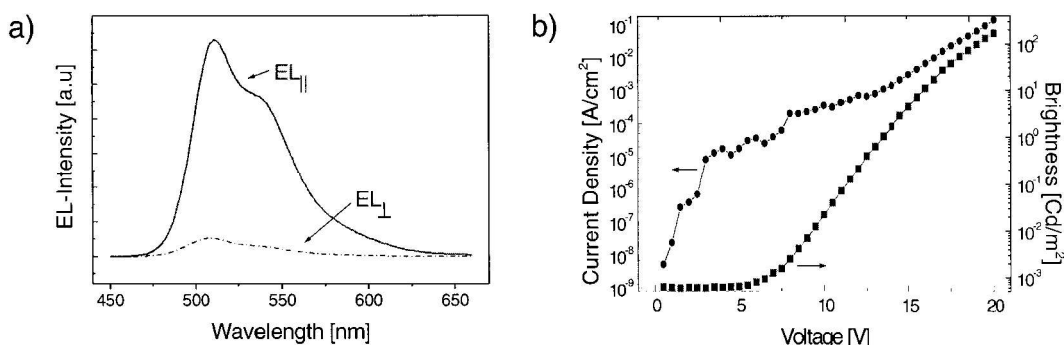 a)
EL-Intensity [a.u]
EL||
EL⊥
450 500 550 600 650
Wavelength [nm]
b)
Current Density [A/cm²]
10⁻¹
10⁻²
10⁻³
10⁻⁴
10⁻⁵
10⁻⁶
10⁻⁷
10⁻⁸
10⁻⁹
0 5 10 15 20
Voltage [V]
10²
10¹
10⁰
10⁻¹
10⁻²
10⁻³
Brightness [Cd/m²]